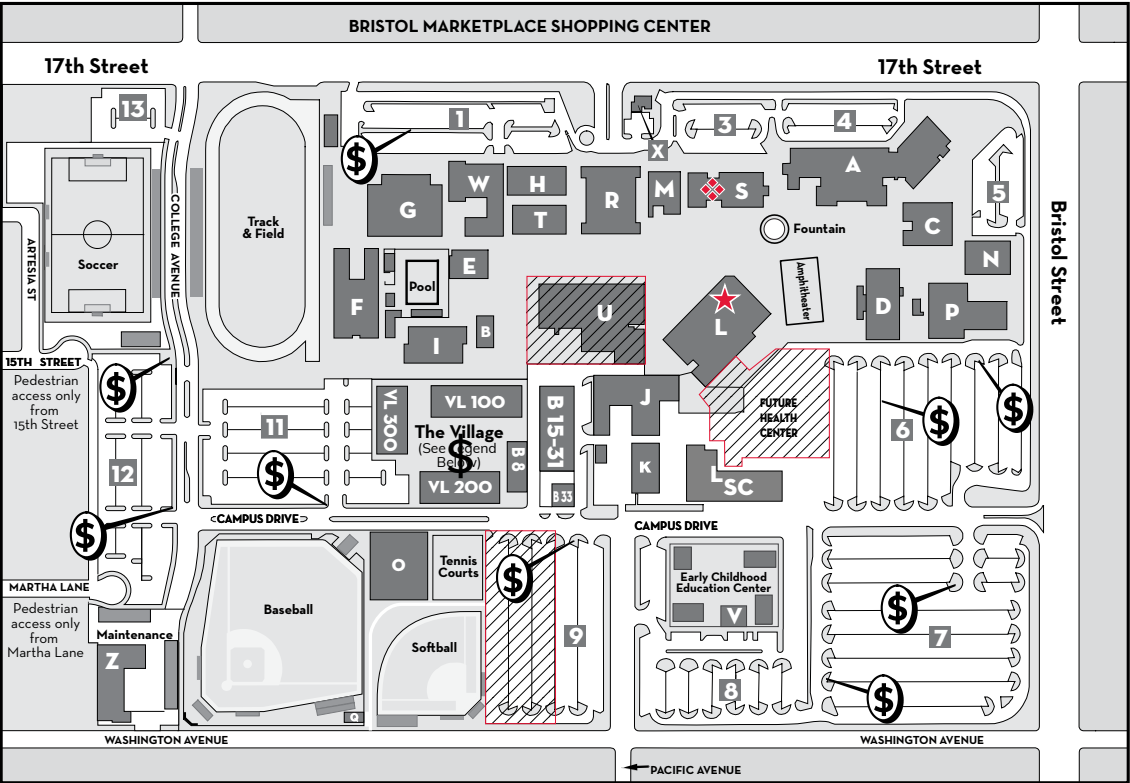 BRISTOL MARKETPLACE SHOPPING CENTER
17th Street
17th Street
13
1
3
4
X
5
$
W
H
G
T
R
M
S
A
C
N
COLLEGE AVENUE
ARTESIA ST
Soccer
Track
& Field
Fountain
Bristol Street
Amphitheater
E
Pool
F
B
I
U
L
D
P
15TH STREET
Pedestrian
access only
from
15th Street
$
11
12
$
$
VL 300
VL 100
The Village
(See Legend
Below)
$
VL 200
B 8
B 15-31
B 33
J
K
L
SC
FUTURE
HEALTH
CENTER
6
$
$
CAMPUS DRIVE
CAMPUS DRIVE
MARTHA LANE
Pedestrian
access only
from
Martha Lane
Maintenance
Z
Baseball
O
Tennis
Courts
Softball
Q
$
9
Early Childhood
Education Center
V
8
$
7
$
WASHINGTON AVENUE
WASHINGTON AVENUE
PACIFIC AVENUE